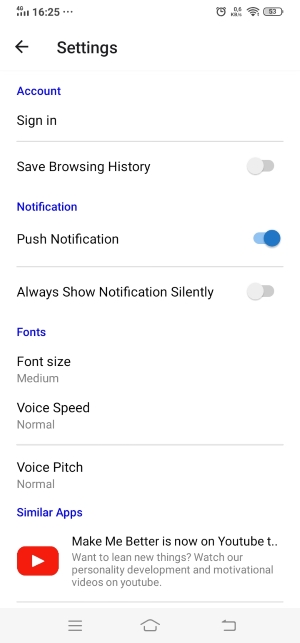 4G 16:25 ···
0,6
KB/s
53
Settings
Account
Sign in
Save Browsing History
Notification
Push Notification
Always Show Notification Silently
Fonts
Font size
Medium
Voice Speed
Normal
Voice Pitch
Normal
Similar Apps
Make Me Better is now on Youtube t..
Want to lean new things? Watch our
personality development and motivational
videos on youtube.